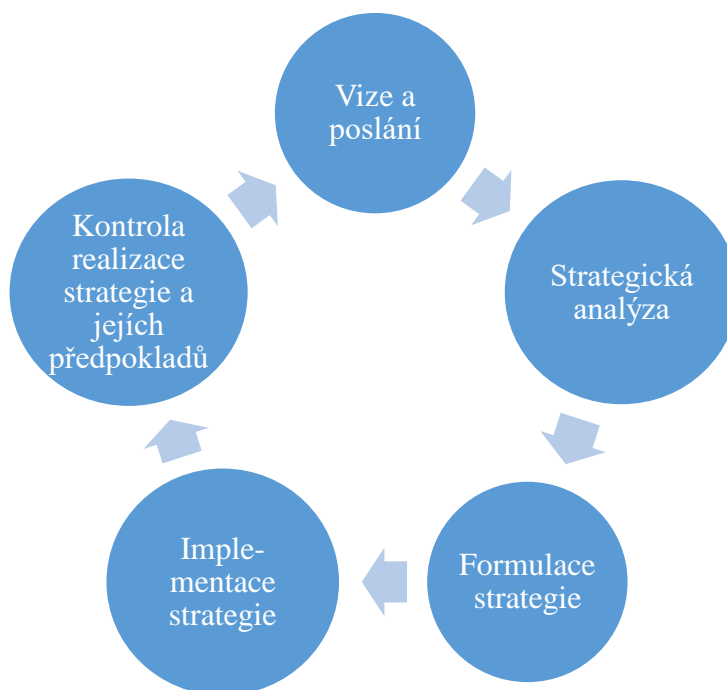 Vize a
poslání
Strategická
analýza
Formulace
strategie
Imple-
mentace
strategie
Kontrola
realizace
strategie a
jejích
předpokladů